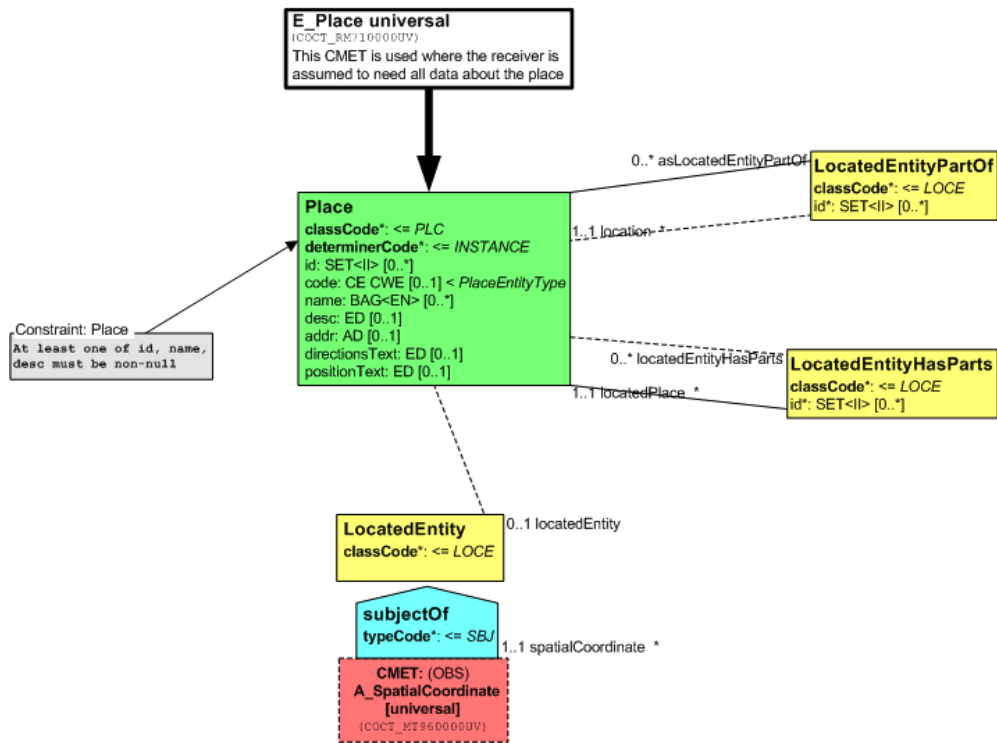 E_Place universal
(COCT_RM710000UV)
This CMET is used where the receiver is
assumed to need all data about the place
0..* asLocatedEntityPartOf
LocatedEntityPartOf
classCode*: <= LOCE
id*: SET<II> [0..*]
1..1 location *
Place
classCode*: <= PLC
determinerCode*: <= INSTANCE
id: SET<II> [0..*]
code: CE CWE [0..1] < PlaceEntityType
name: BAG<EN> [0..*]
desc: ED [0..1]
addr: AD [0..1]
directionsText: ED [0..1]
positionText: ED [0..1]
Constraint: Place
At least one of id, name,
desc must be non-null
0..* locatedEntityHasParts
LocatedEntityHasParts
classCode*: <= LOCE
id*: SET<II> [0..*]
1..1 locatedPlace *
0..1 locatedEntity
LocatedEntity
classCode*: <= LOCE
subjectOf
typeCode*: <= SBJ
1..1 spatialCoordinate *
CMET: (OBS)
A_SpatialCoordinate
[universal]
(COCT_MT960000UV)